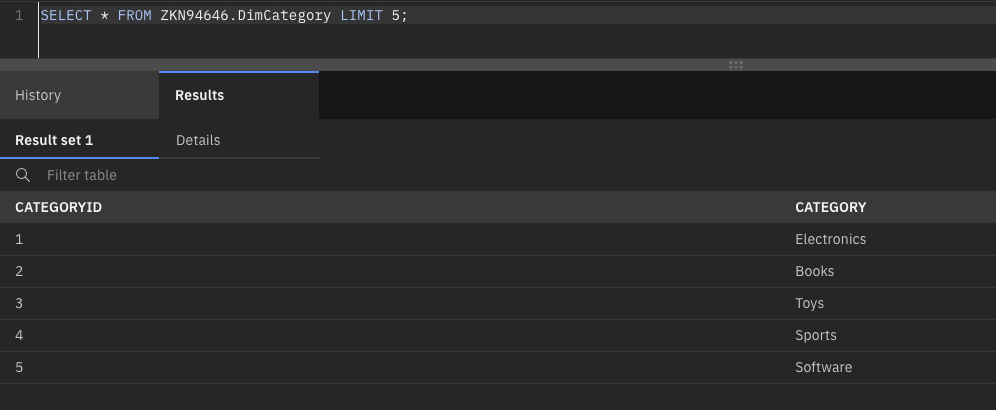 1 SELECT * FROM ZKN94646.DimCategory LIMIT 5;
History Results
Result set 1 Details
Filter table
CATEGORYID CATEGORY
1 Electronics
2 Books
3 Toys
4 Sports
5 Software